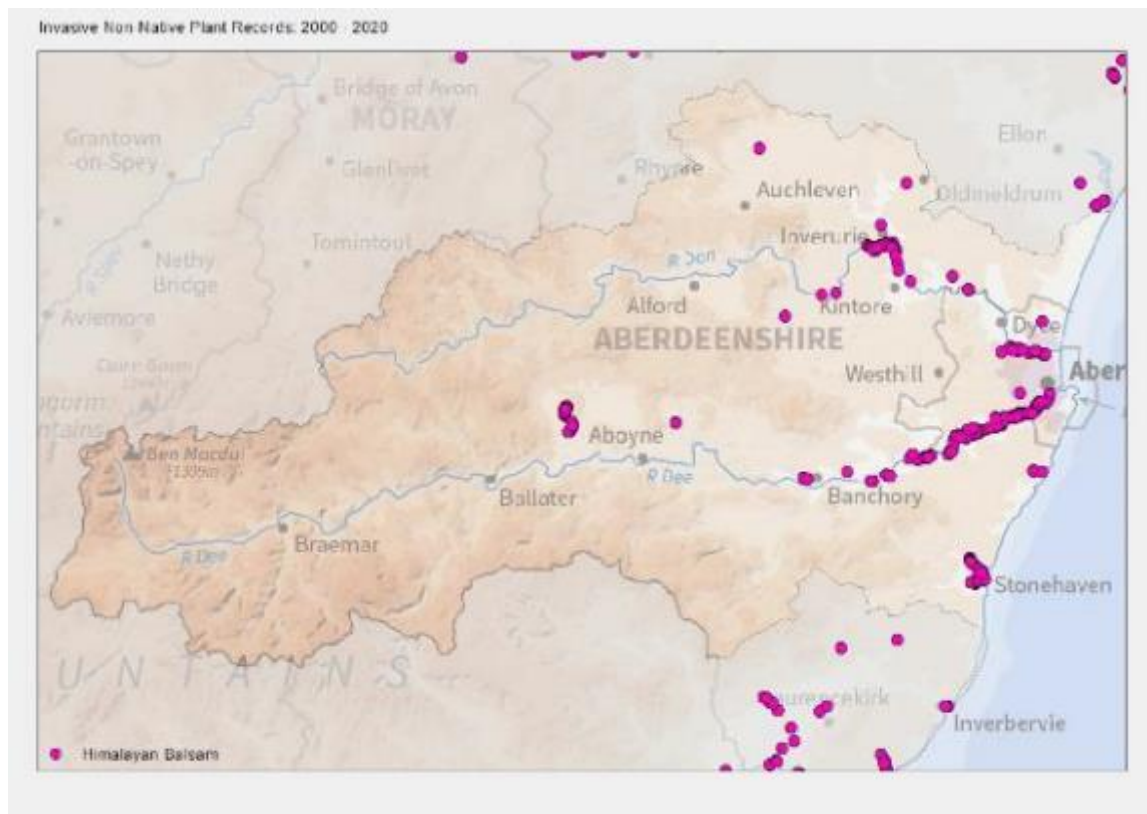 Invasive Non Native Plant Records: 2000 - 2020
Bridge of Avon
MORAY
Grantown
-on-Spey
Glenlivet
Ellon
Rhynie
Auchleven
Oldmeldrum
Inverurie
Tomintoul
Nethy
Bridge
R Don
Alford
Kintore
Aviemore
Dyce
ABERDEENSHIRE
Westhill
Aber
Ben Macdui
Aboyne
R Dee
Ballater
Banchory
Braemar
R Dee
Stonehaven
UNTAINS
Inverbervie
Himalayan Balsam